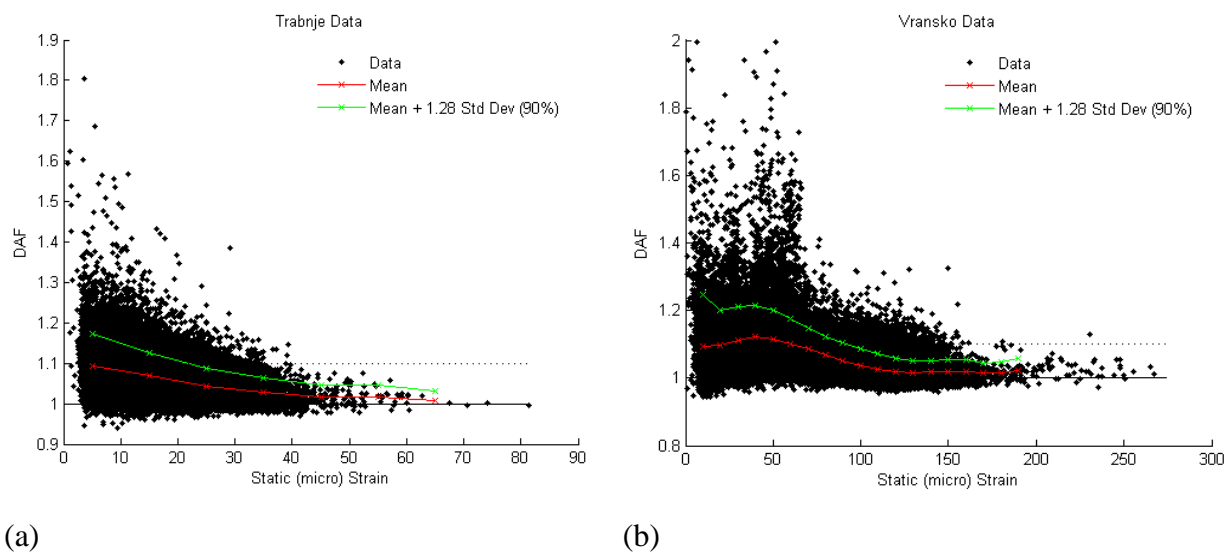 Trabnje Data
1.9
1.8
1.7
1.6
1.5
1.4
1.3
1.2
1.1
1
0.9
DAF
Data
Mean
Mean + 1.28 Std Dev (90%)
0 10 20 30 40 50 60 70 80 90
Static (micro) Strain
(a)
Vransko Data
2
1.8
1.6
1.4
1.2
1
0.8
DAF
Data
Mean
Mean + 1.28 Std Dev (90%)
0 50 100 150 200 250 300
Static (micro) Strain
(b)